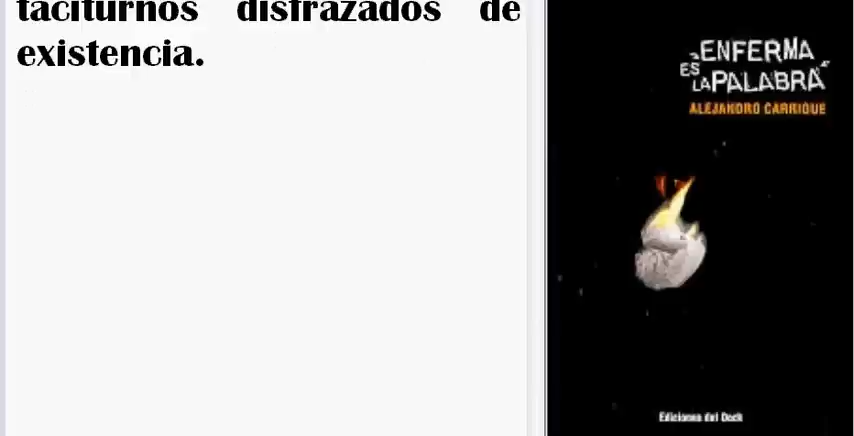 taciturnos disfrazados de
existencia.
ENFERMA
ES
LA PALABRA
ALEJANDRO CARRIQUE
Ediciones del Dock